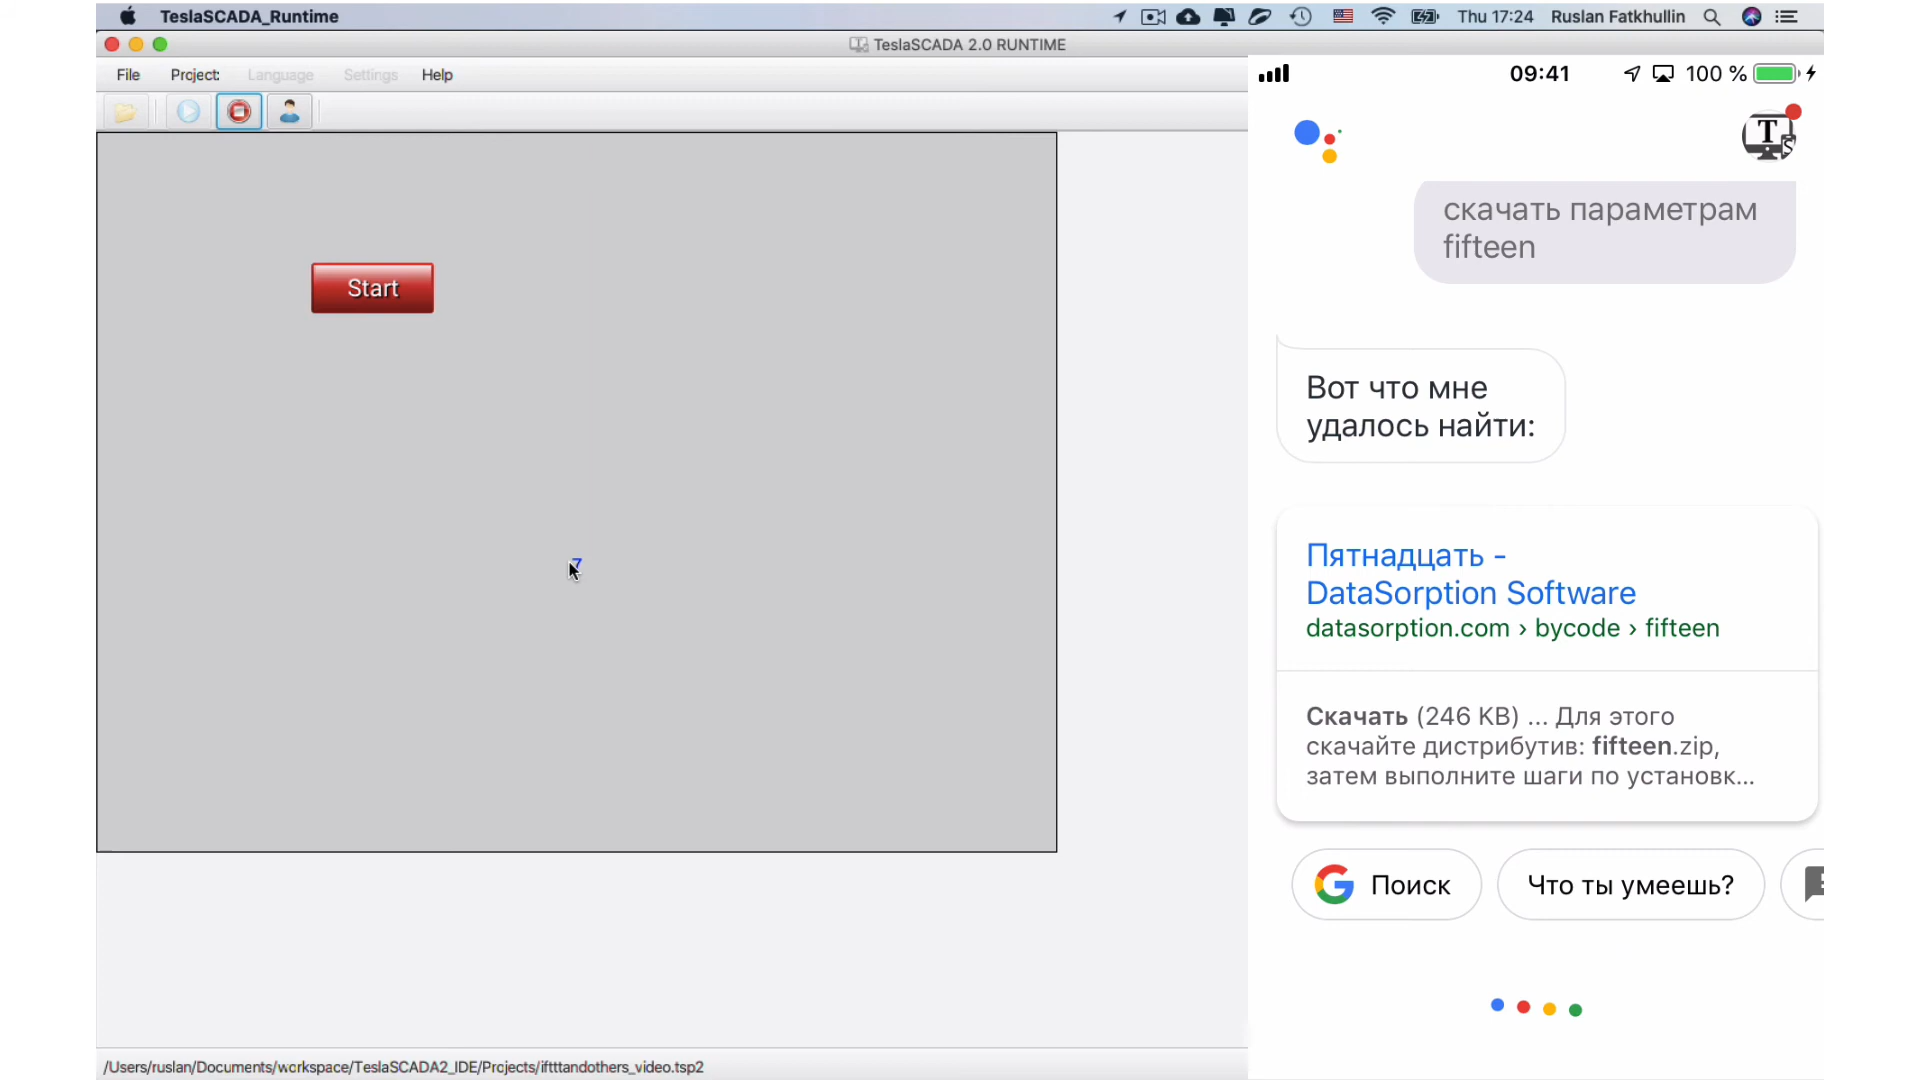 TeslaSCADA_Runtime
Thu 17:24 Ruslan Fatkhullin
TeslaSCADA 2.0 RUNTIME
File Project: Language Settings Help
Start
7
/Users/ruslan/Documents/workspace/TeslaSCADA2_IDE/Projects/iftttandothers_video.tsp2
09:41
100 %
T
S
скачать параметрам
fifteen
Вот что мне
удалось найти:
Пятнадцать -
DataSorption Software
datasorption.com › bycode › fifteen
Скачать (246 KB) ... Для этого
скачайте дистрибутив: fifteen.zip,
затем выполните шаги по установк...
Поиск
Что ты умеешь?